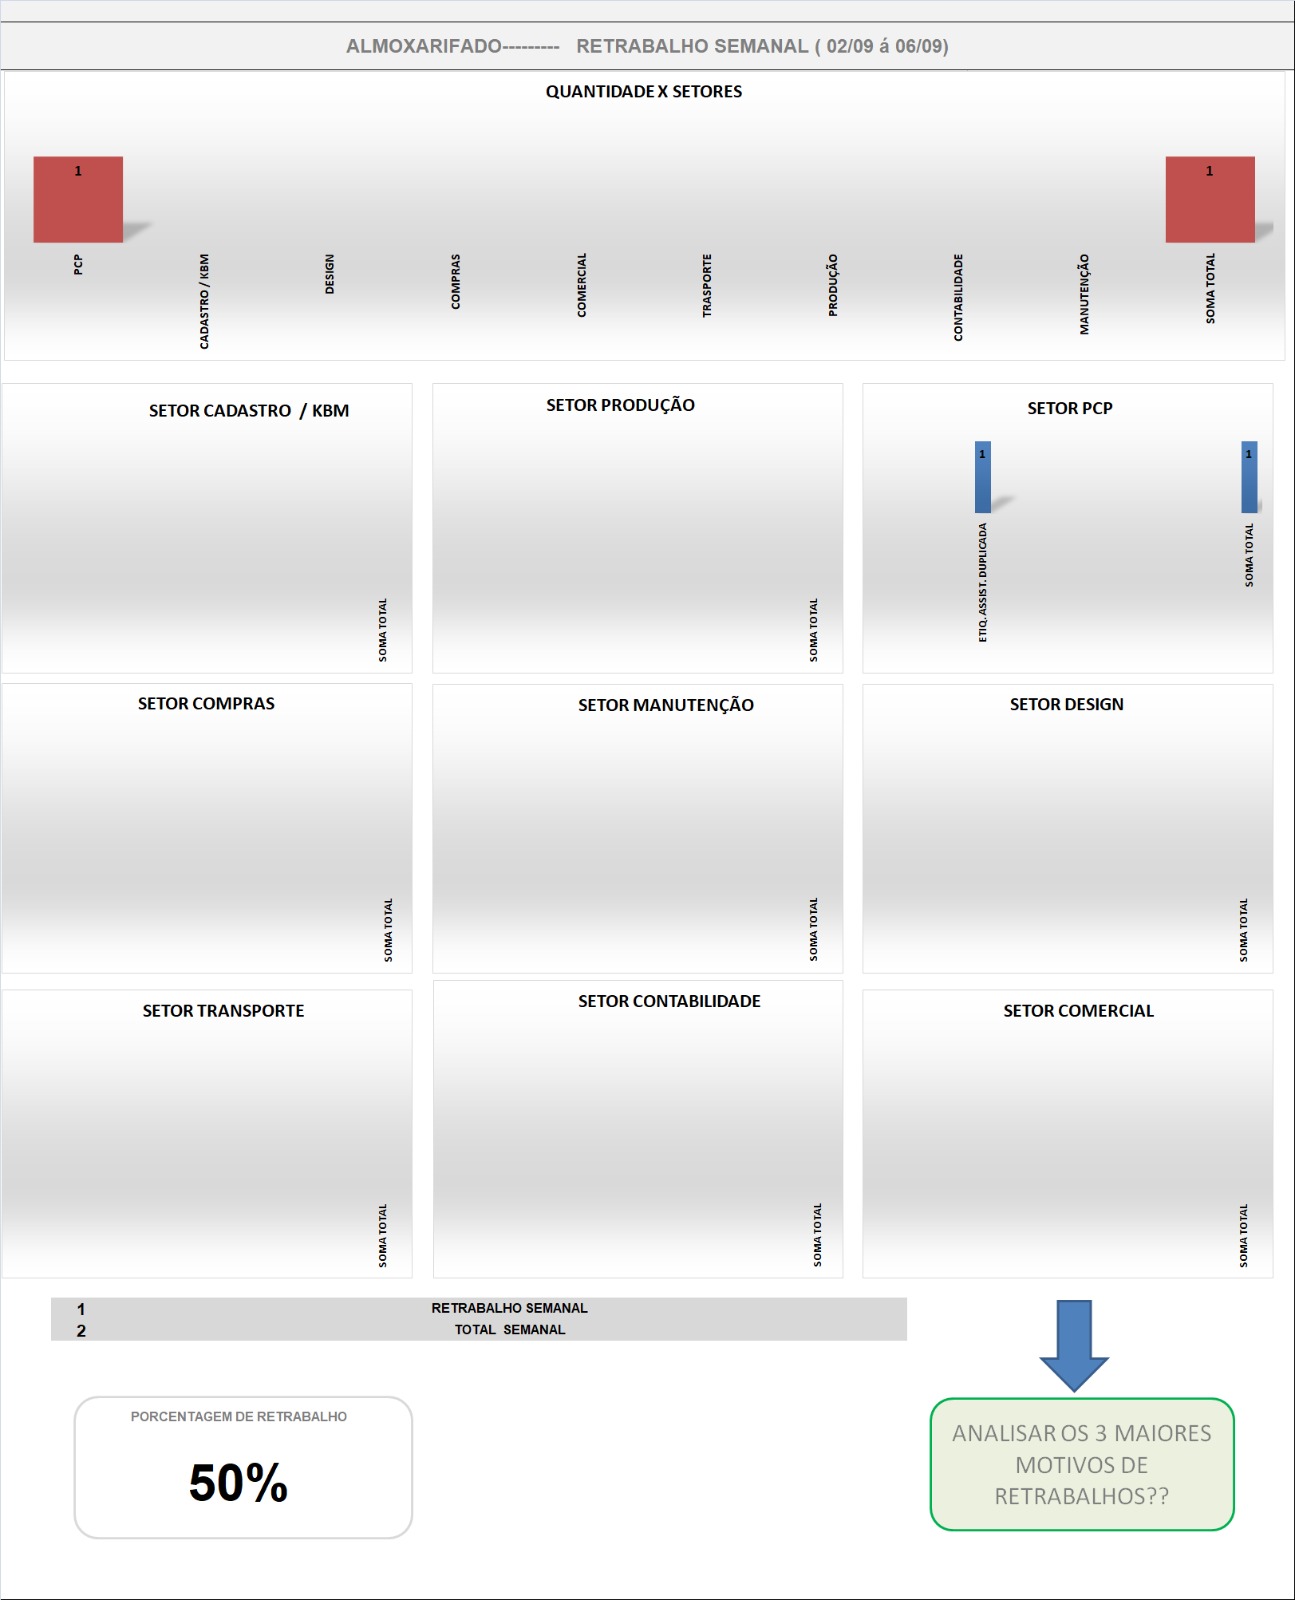 ALMOXARIFADO--------- RETRABALHO SEMANAL ( 02/09 á 06/09)
QUANTIDADE X SETORES
1
1
PCP
CADASTRO / KBM
DESIGN
COMPRAS
COMERCIAL
TRASPORTE
PRODUÇÃO
CONTABILIDADE
MANUTENÇÃO
SOMA TOTAL
SETOR CADASTRO / KBM
SOMA TOTAL
SETOR PRODUÇÃO
SOMA TOTAL
SETOR PCP
1
1
ETIQ. ASSIST. DUPLICADA
SOMA TOTAL
SETOR COMPRAS
SOMA TOTAL
SETOR MANUTENÇÃO
SOMA TOTAL
SETOR DESIGN
SOMA TOTAL
SETOR TRANSPORTE
SOMA TOTAL
SETOR CONTABILIDADE
SOMA TOTAL
SETOR COMERCIAL
SOMA TOTAL
1 RETRABALHO SEMANAL
2 TOTAL SEMANAL
PORCENTAGEM DE RETRABALHO
50%
ANALISAR OS 3 MAIORES
MOTIVOS DE
RETRABALHOS??